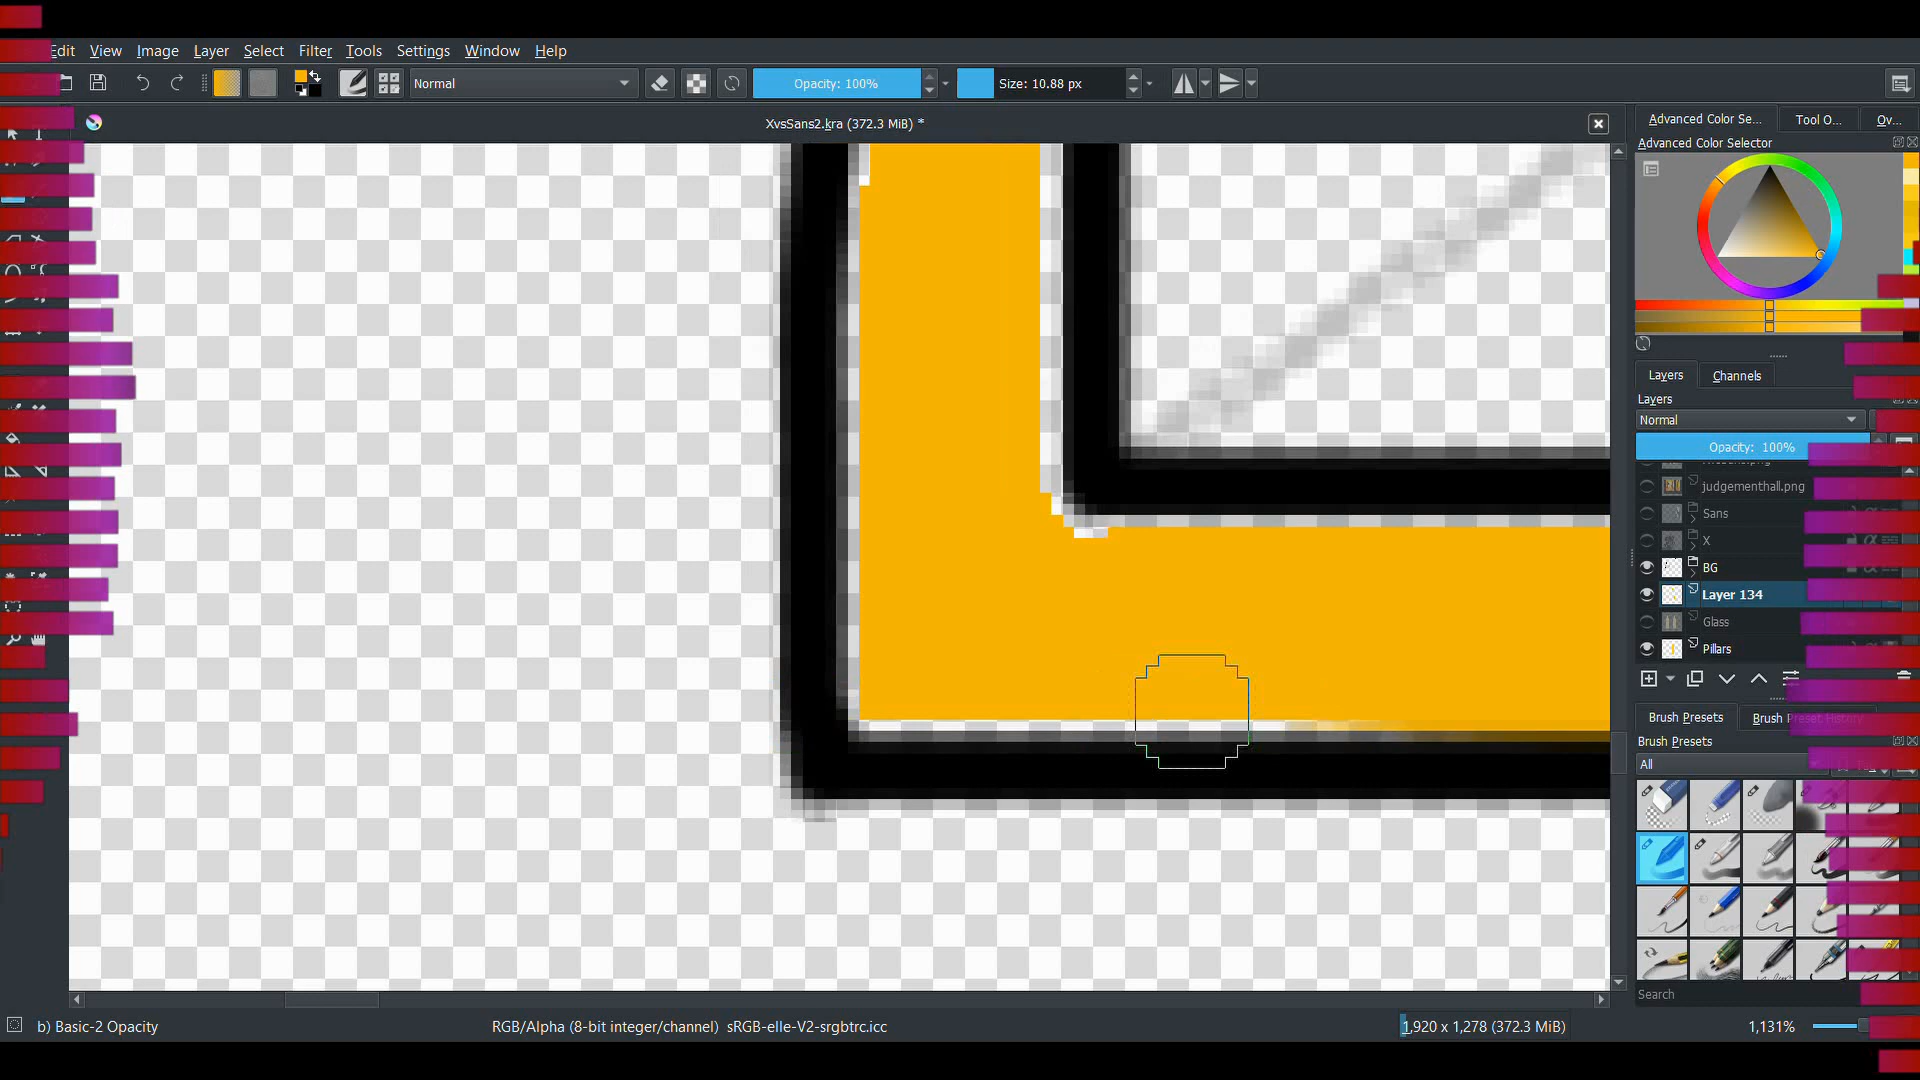 Edit View Image Layer Select Filter Tools Settings Window Help
Normal Opacity: 100% Size: 10.88 px
XvsSans2.kra (372.3 MiB) *
Advanced Color Se... Tool O... Ov...
Advanced Color Selector
Layers Channels
Layers
Normal
Opacity: 100%
judgementhall.png
Sans
X
BG
Layer 134
Glass
Pillars
Brush Presets Brush Preset History
Brush Presets
All
Search
b) Basic-2 Opacity RGB/Alpha (8-bit integer/channel) sRGB-elle-V2-srgbtrc.icc 1,920 x 1,278 (372.3 MiB) 1,131%